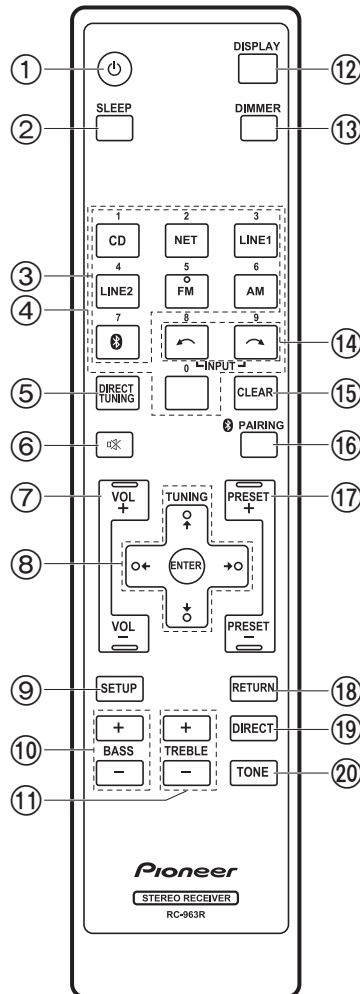 ① DISPLAY ⑫
② SLEEP DIMMER ⑬
1 2 3
③ CD NET LINE1
4 5 6
④ LINE2 FM AM
7 8 9
⑭
0 INPUT
⑤ DIRECT TUNING CLEAR ⑮
⑥ PAIRING ⑯
⑦ VOL + TUNING PRESET + ⑰
⑧ ENTER
VOL − PRESET −
⑨ SETUP RETURN ⑱
⑩ + + DIRECT ⑲
BASS TREBLE
− − TONE ⑳
⑪
Pioneer
STEREO RECEIVER
RC-963R